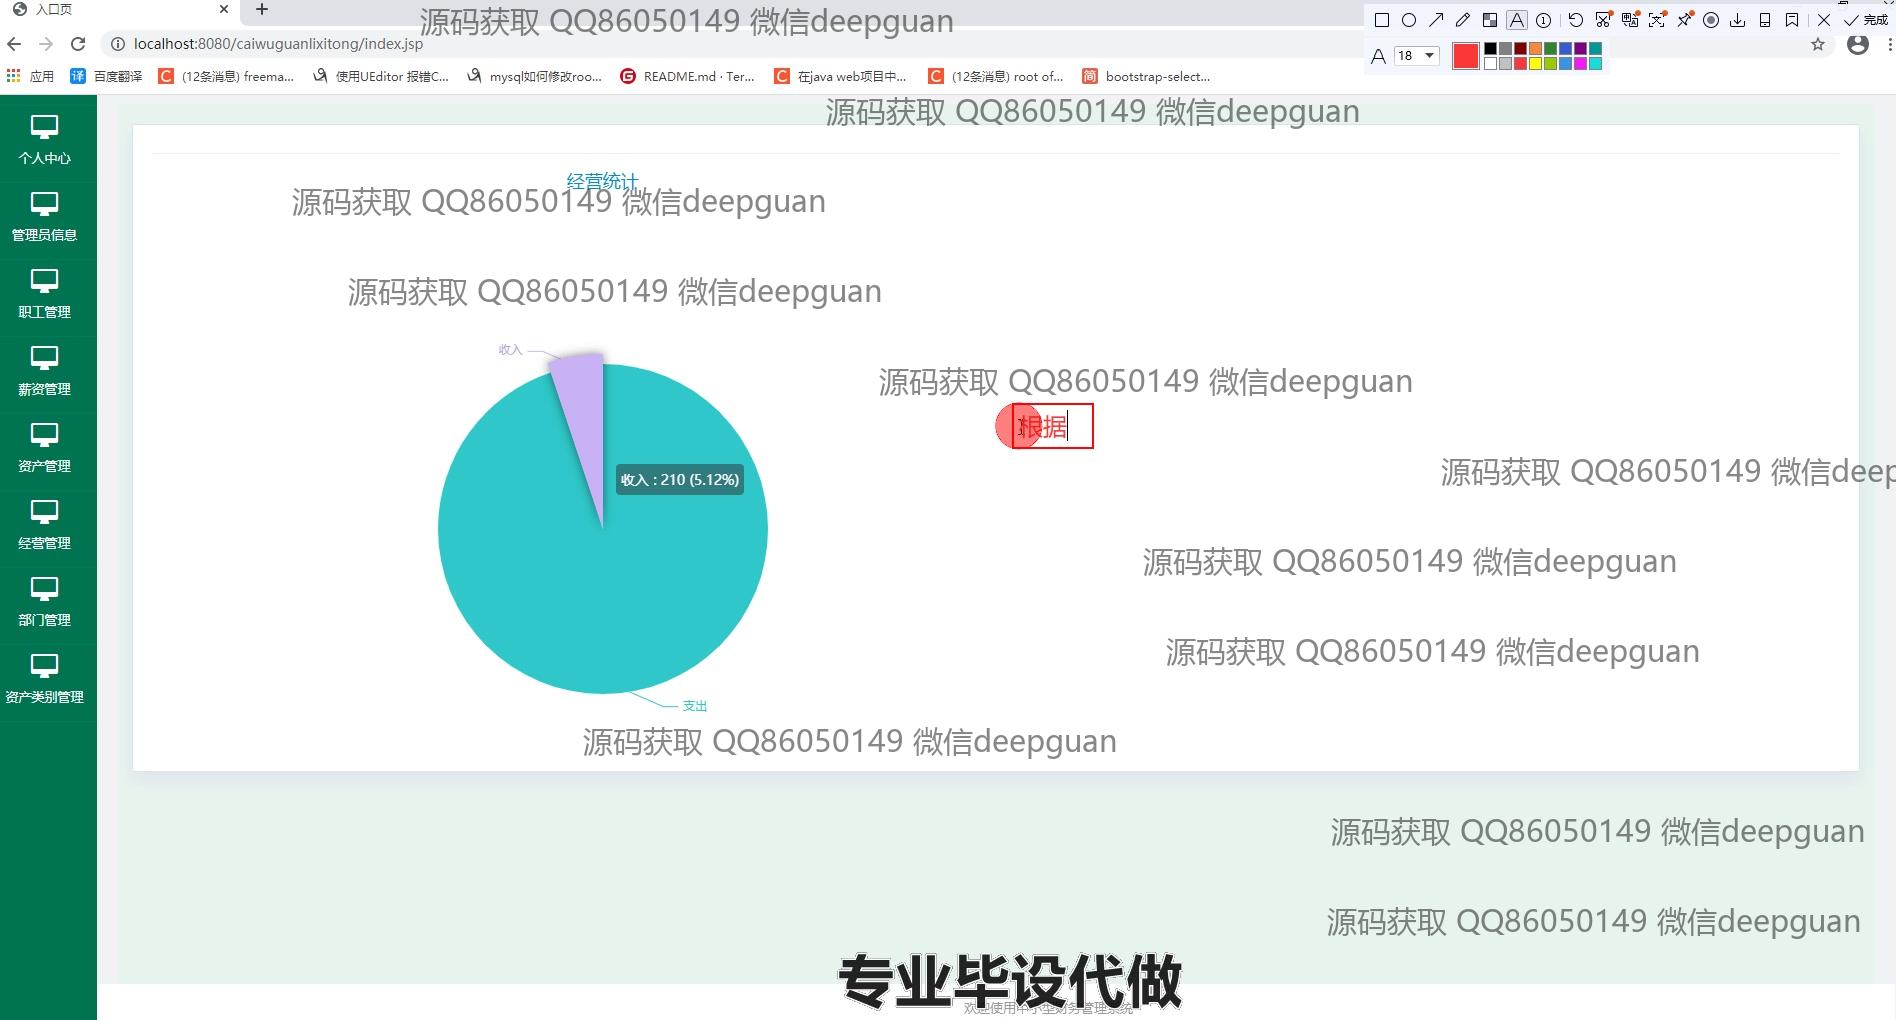 入口页
源码获取 QQ86050149 微信deepguan
完成
localhost:8080/caiwuguanlixitong/index.jsp
A 18
应用 百度翻译 (12条消息) freema... 使用UEditor 报错C... mysql如何修改roo... README.md · Ter... 在java web项目中... (12条消息) root of... bootstrap-select...
源码获取 QQ86050149 微信deepguan
个人中心
经营统计
源码获取 QQ86050149 微信deepguan
管理员信息
源码获取 QQ86050149 微信deepguan
职工管理
收入
薪资管理
源码获取 QQ86050149 微信deepguan
根据
资产管理
收入 : 210 (5.12%)
源码获取 QQ86050149 微信deep
经营管理
源码获取 QQ86050149 微信deepguan
部门管理
源码获取 QQ86050149 微信deepguan
资产类别管理
支出
源码获取 QQ86050149 微信deepguan
源码获取 QQ86050149 微信deepguan
源码获取 QQ86050149 微信deepguan
专业毕设代做
欢迎使用中小型财务管理系统